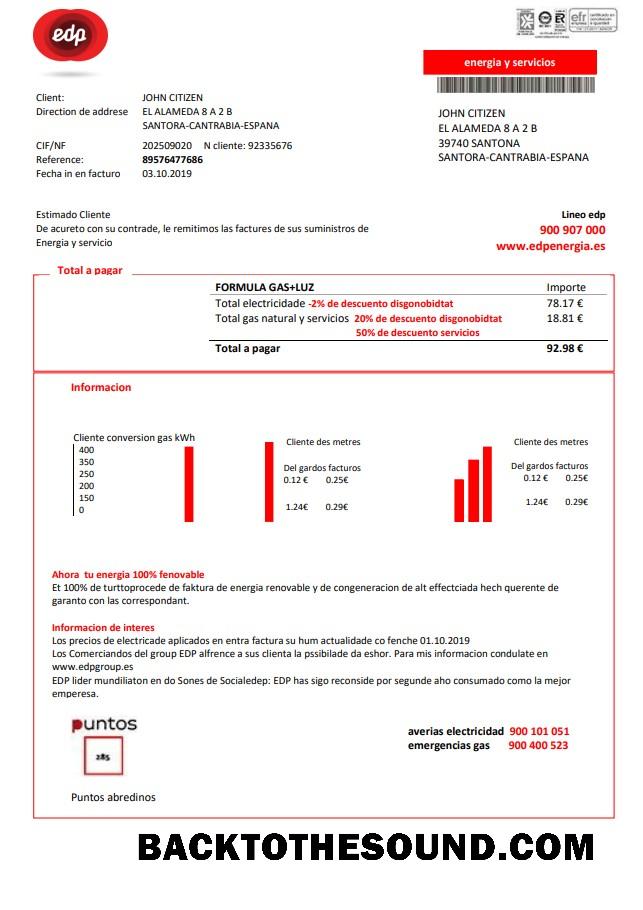 edp
energia y servicios
Client: JOHN CITIZEN
Direction de addrese EL ALAMEDA 8 A 2 B
SANTORA-CANTRABIA-ESPANA
CIF/NF 202509020 N cliente: 92335676
Reference: 89576477686
Fecha in en facturo 03.10.2019
JOHN CITIZEN
EL ALAMEDA 8 A 2 B
39740 SANTONA
SANTORA-CANTRABIA-ESPANA
Estimado Cliente
De acureto con su contrade, le remitimos las factures de sus suministros de
Energia y servicio
Lineo edp
900 907 000
www.edpenergia.es
Total a pagar
FORMULA GAS+LUZ Importe
Total electricidade -2% de descuento disgonobidtat 78.17 €
Total gas natural y servicios 20% de descuento disgonobidtat 18.81 €
50% de descuento servicios
Total a pagar 92.98 €
Informacion
Cliente conversion gas kWh
400
350
250
200
150
0
Cliente des metres
Del gardos facturos
0.12 € 0.25€
1.24€ 0.29€
Cliente des metres
Del gardos facturos
0.12 € 0.25€
1.24€ 0.29€
Ahora tu energia 100% fenovable
Et 100% de turttoprocede de faktura de energia renovable y de congeneracion de alt effectciada hech querente de
garanto con las correspondant.
Informacion de interes
Los precios de electricade aplicados en entra factura su hum actualidade co fenche 01.10.2019
Los Comerciandos del group EDP alfrence a sus clienta la pssibilade da eshor. Para mis informacion condulate en
www.edpgroup.es
EDP lider mundiliaton en do Sones de Socialedep: EDP has sigo reconside por segunde aho consumado como la mejor
emperesa.
puntos
285
Puntos abredinos
averias electricidad 900 101 051
emergencias gas 900 400 523
BACKTOTHESOUND.COM